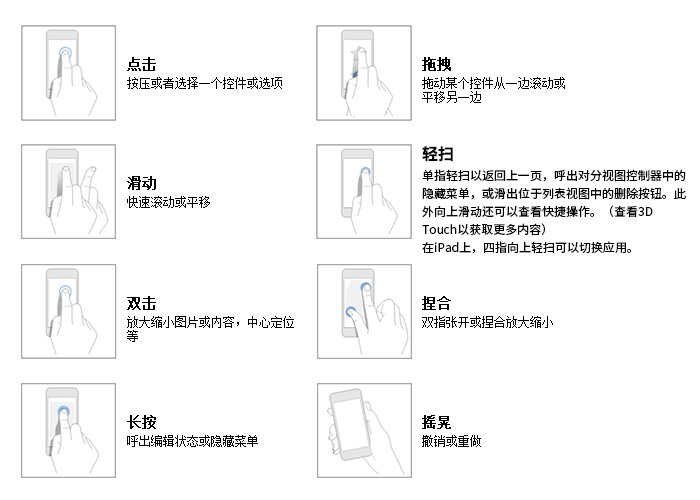 点击
按压或者选择一个控件或选项
拖拽
拖动某个控件从一边滚动或
平移另一边
滑动
快速滚动或平移
轻扫
单指轻扫以返回上一页，呼出对分视图控制器中的
隐藏菜单，或滑出位于列表视图中的删除按钮。此
外向上滑动还可以查看快捷操作。（查看3D
Touch以获取更多内容）
在iPad上，四指向上轻扫可以切换应用。
双击
放大缩小图片或内容，中心定位
等
捏合
双指张开或捏合放大缩小
长按
呼出编辑状态或隐藏菜单
摇晃
撤销或重做